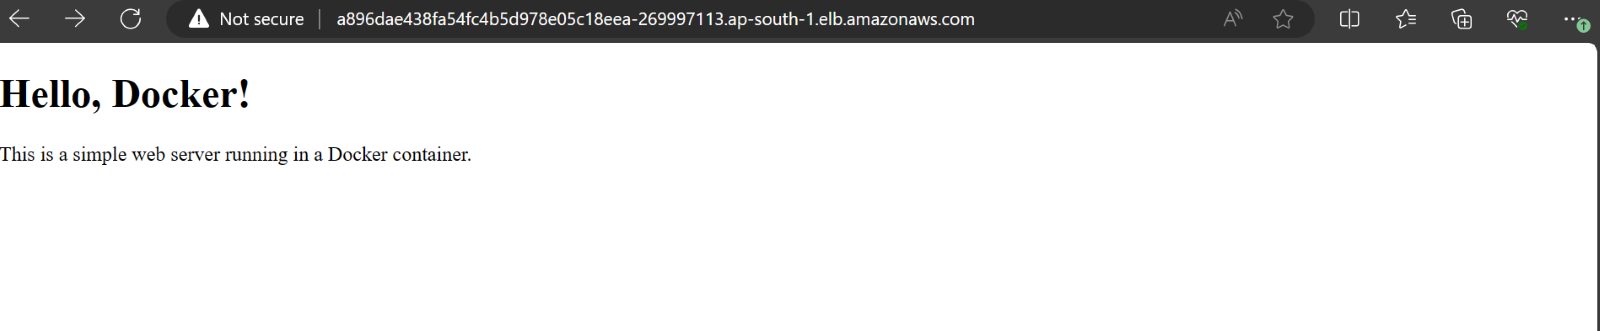 Not secure | a896dae438fa54fc4b5d978e05c18eea-269997113.ap-south-1.elb.amazonaws.com
Hello, Docker!
This is a simple web server running in a Docker container.